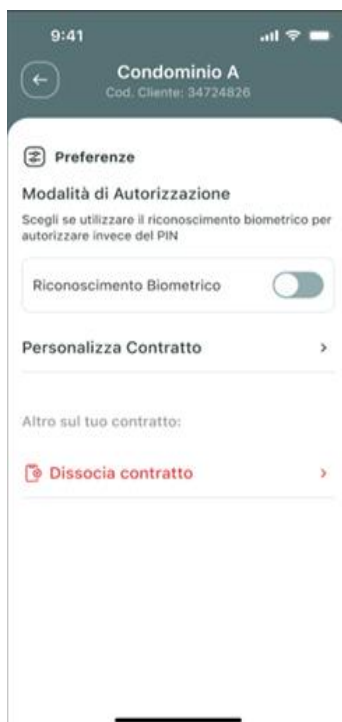 9:41
Condominio A
Cod. Cliente: 34724826
Preferenze
Modalità di Autorizzazione
Scegli se utilizzare il riconoscimento biometrico per
autorizzare invece del PIN
Riconoscimento Biometrico
Personalizza Contratto
Altro sul tuo contratto:
Dissocia contratto